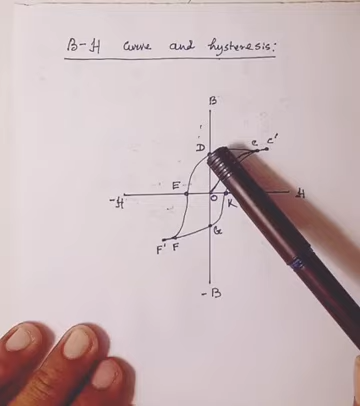 B-H curve and hysteresis:
B
D
C C'
E
-H O K H
G
F' F
-B